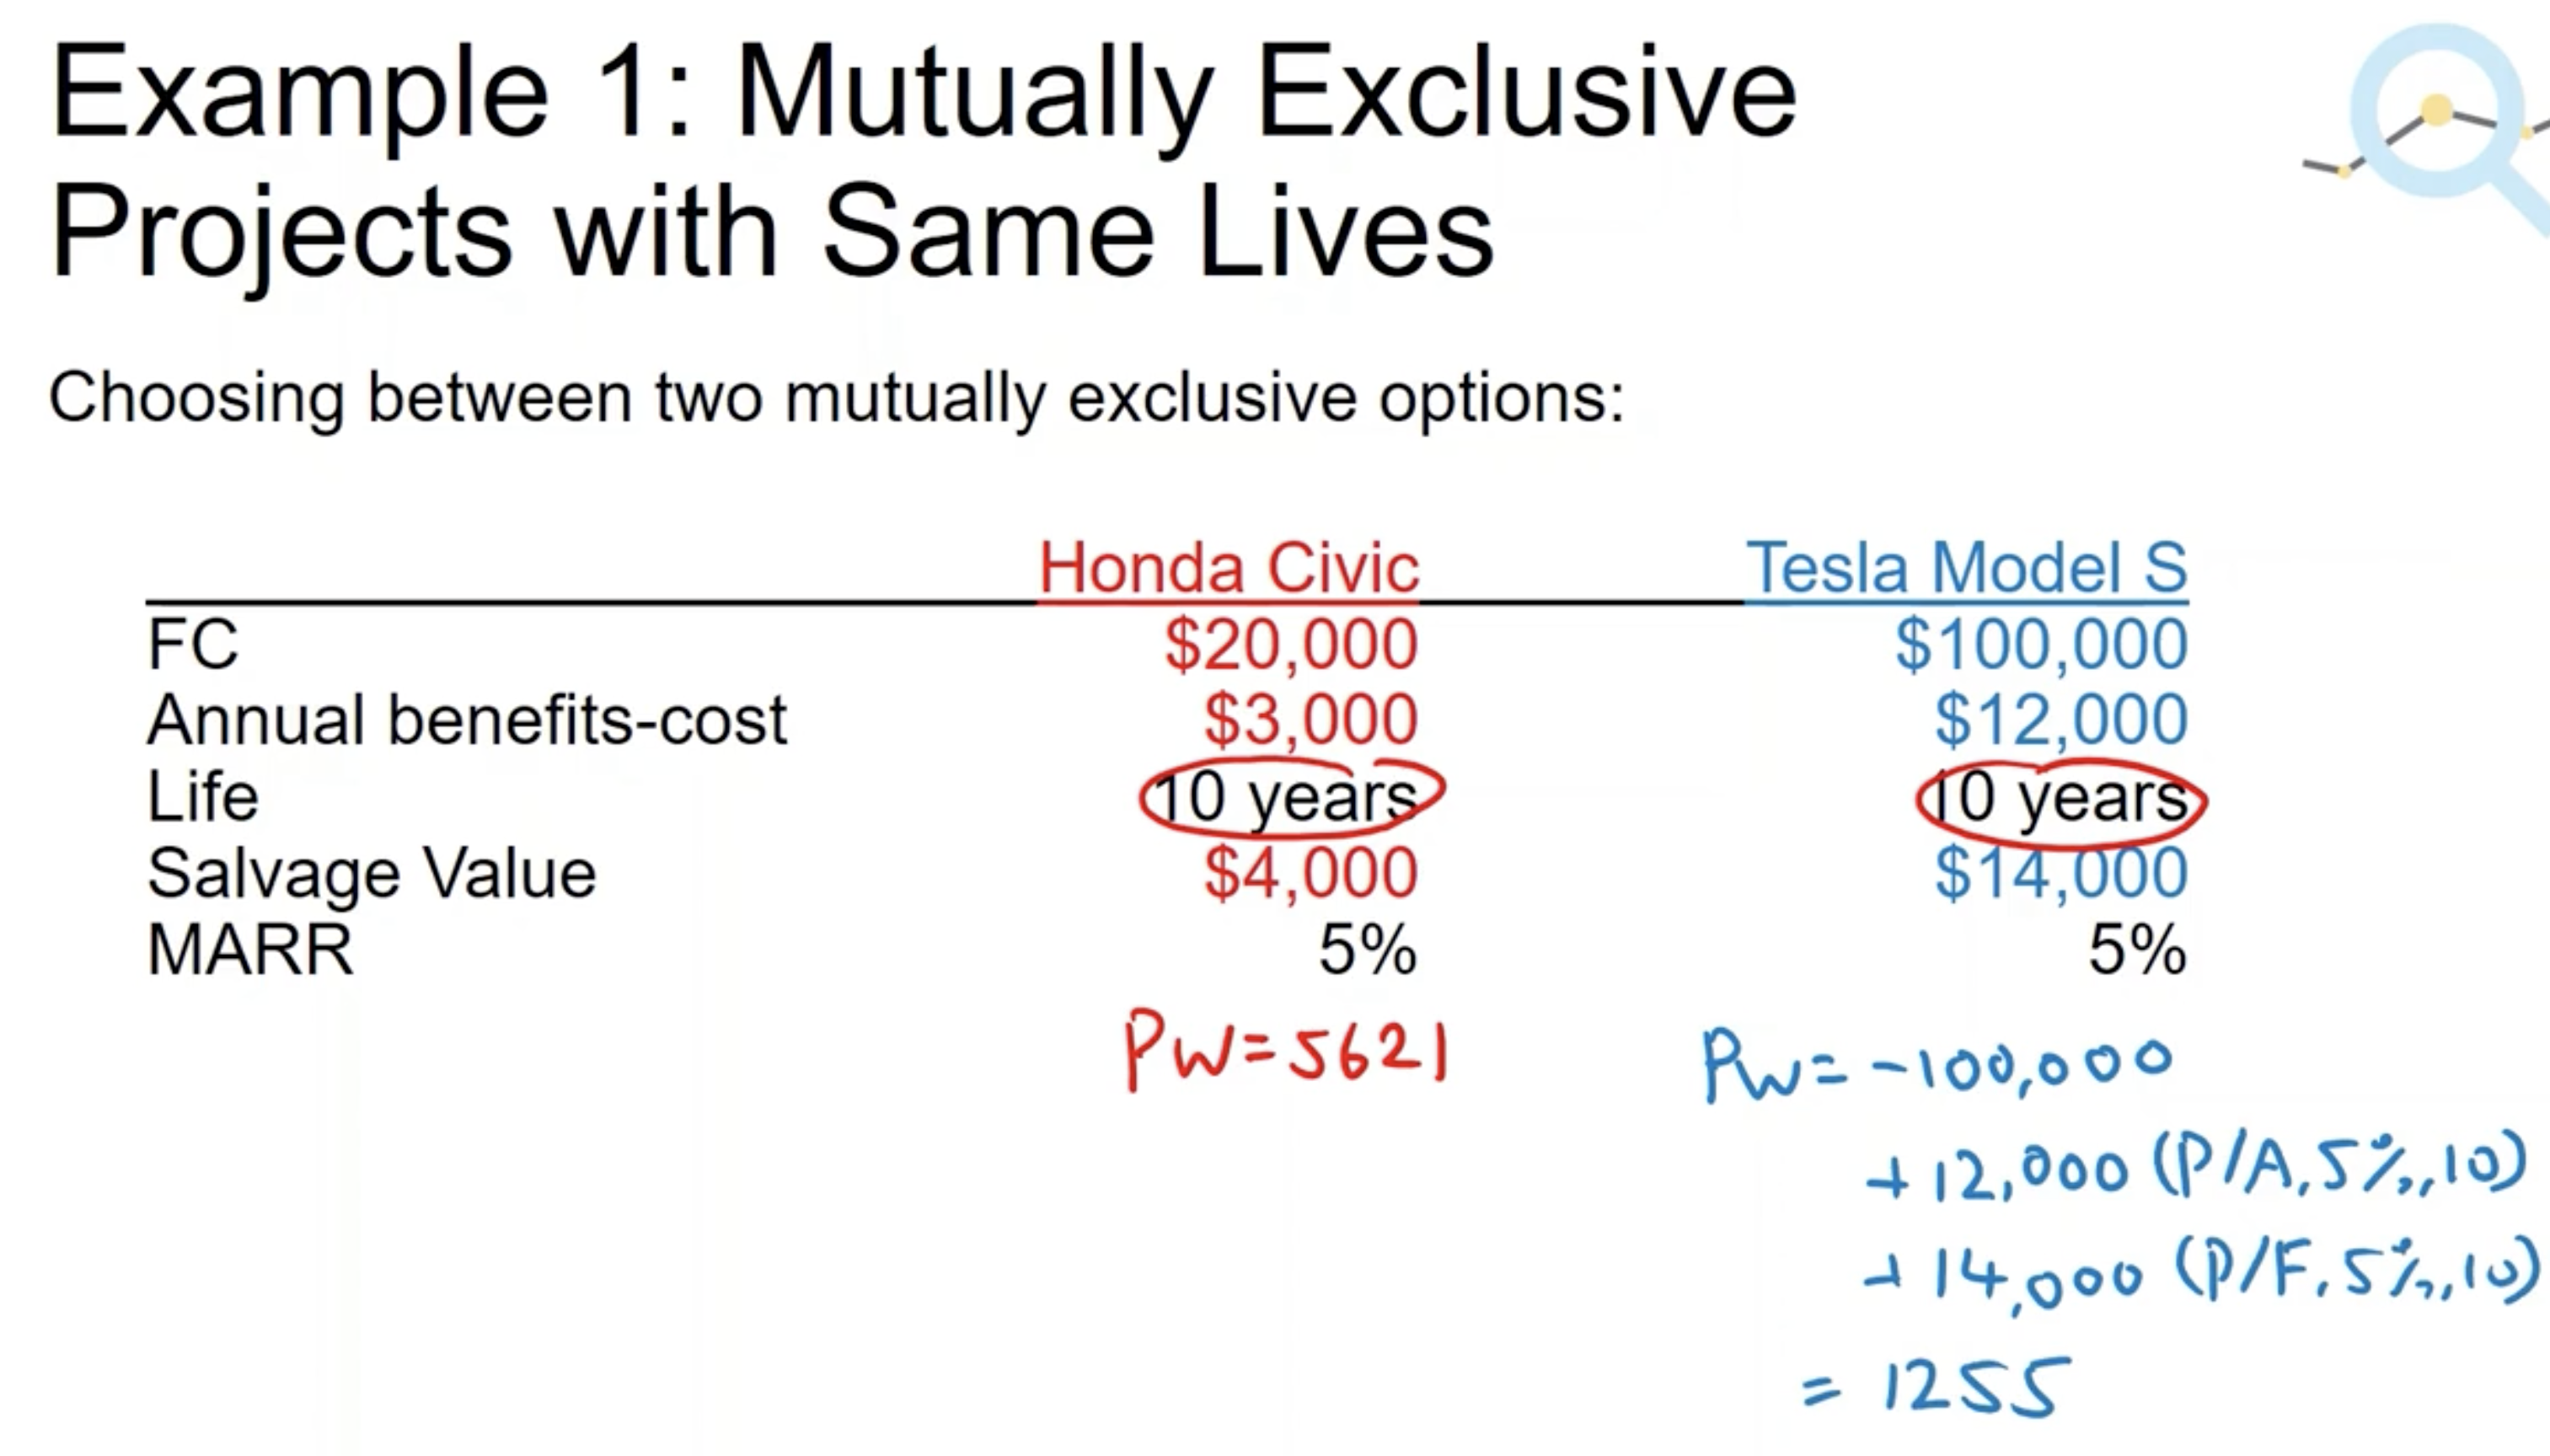 Example 1: Mutually Exclusive
Projects with Same Lives
Choosing between two mutually exclusive options:
Honda Civic Tesla Model S
FC $20,000 $100,000
Annual benefits-cost $3,000 $12,000
Life 10 years 10 years
Salvage Value $4,000 $14,000
MARR 5% 5%
PW=5621
PW= -100,000
+ 12,000 (P/A, 5%, 10)
+ 14,000 (P/F, 5%, 10)
= 1255